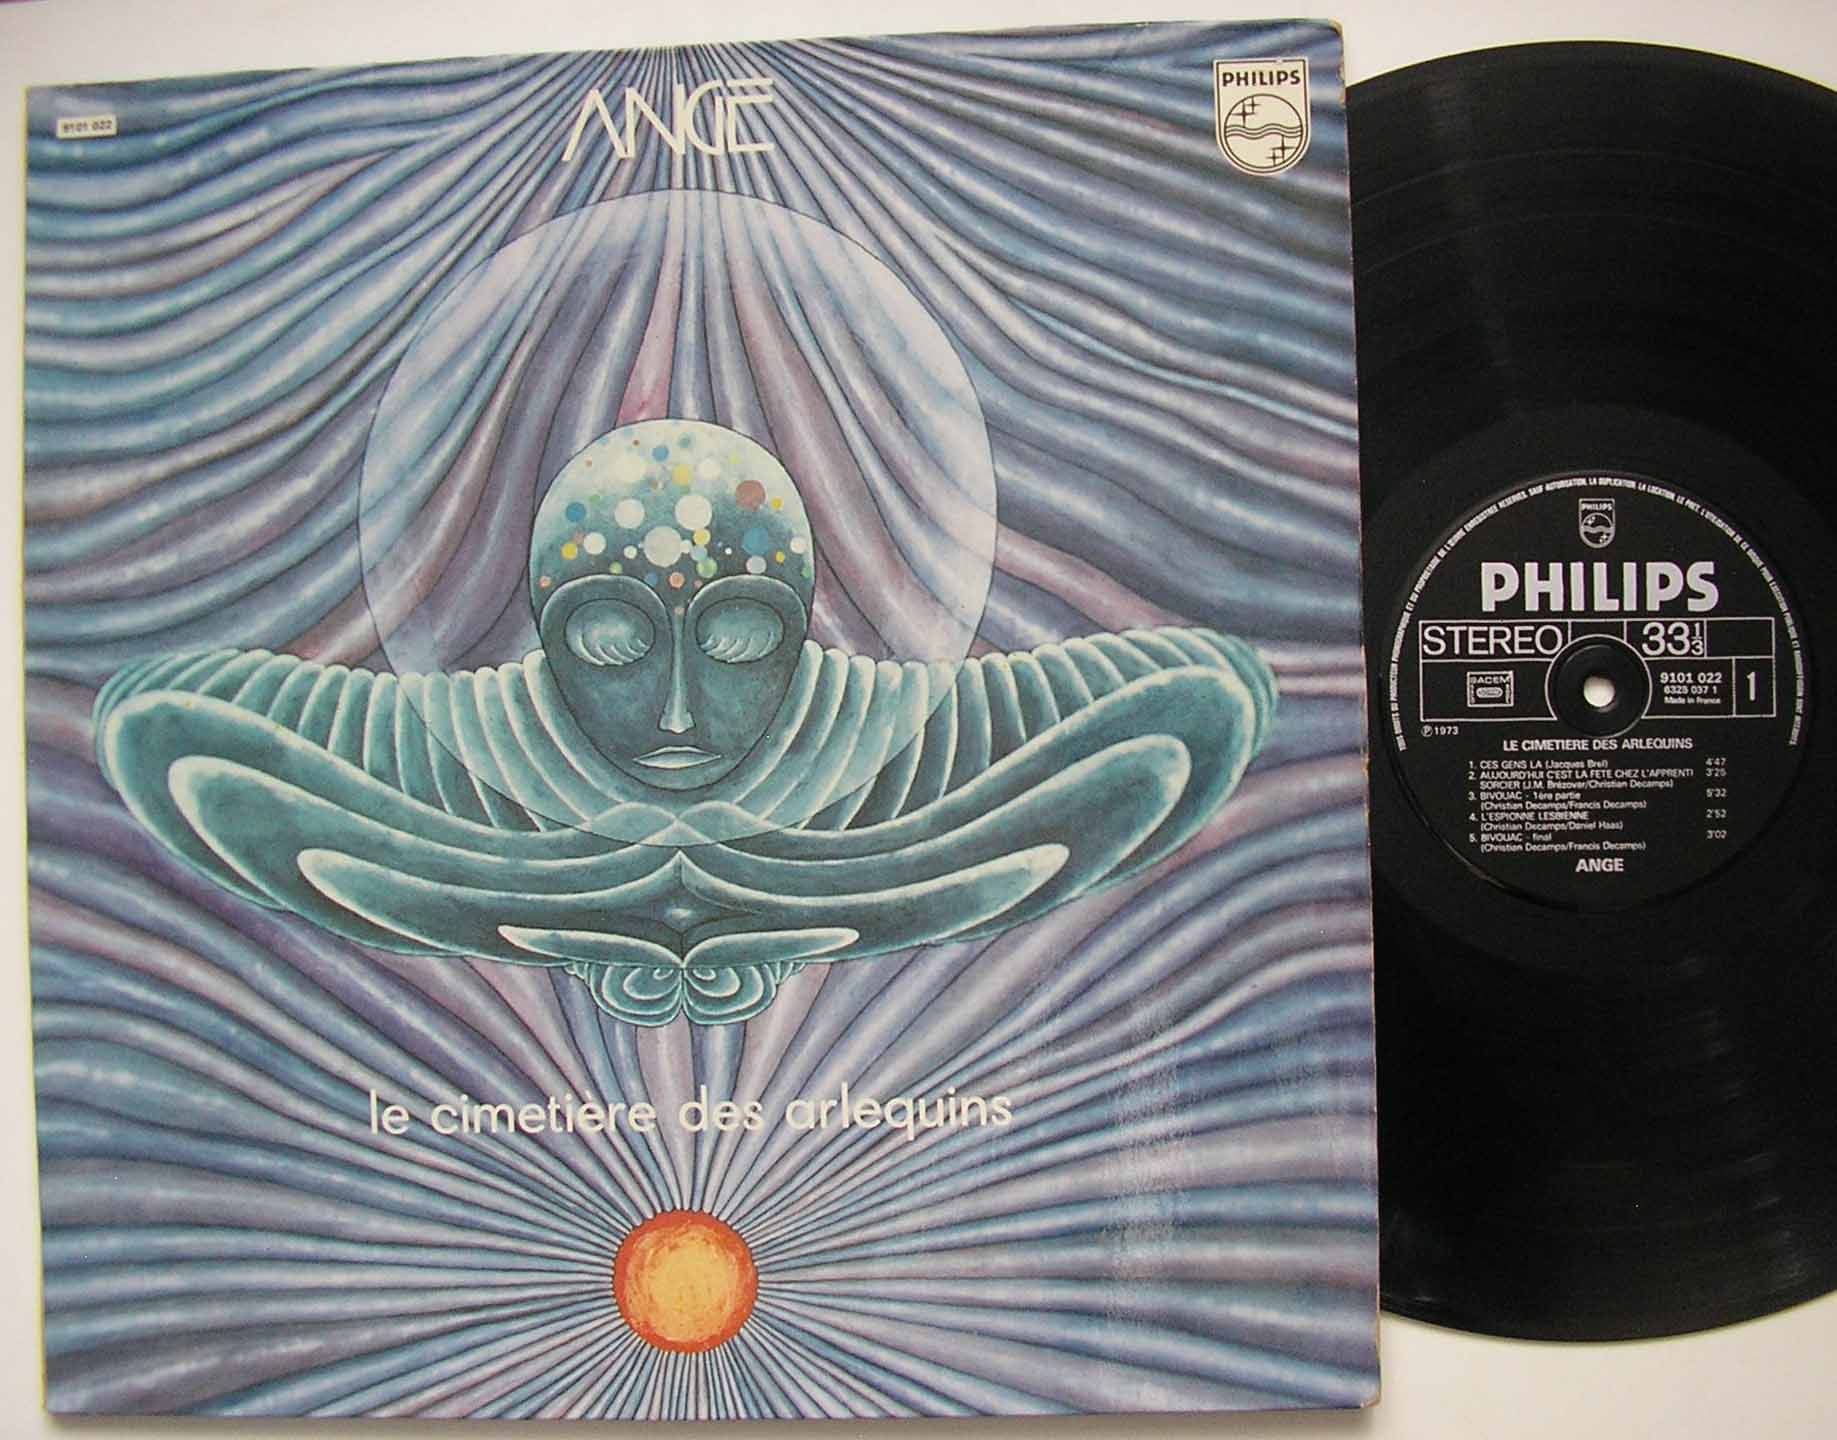 9101 022
ANGE
PHILIPS
le cimetière des arlequins
PHILIPS
PHILIPS
STEREO 33 1/3
SACEM
9101 022
6325 037 1
Made in France
1
℗ 1973
LE CIMETIERE DES ARLEQUINS
1. CES GENS LA (Jacques Brel) 4'47
2. AUJOURD'HUI C'EST LA FETE CHEZ L'APPRENTI 3'25
SORCIER (J.M. Brézovar/Christian Decamps)
3. BIVOUAC - 1ère partie 5'32
(Christian Decamps/Francis Decamps)
4. L'ESPIONNE LESBIENNE 2'52
(Christian Decamps/Daniel Haas)
5. BIVOUAC - final 3'02
(Christian Decamps/Francis Decamps)
ANGE